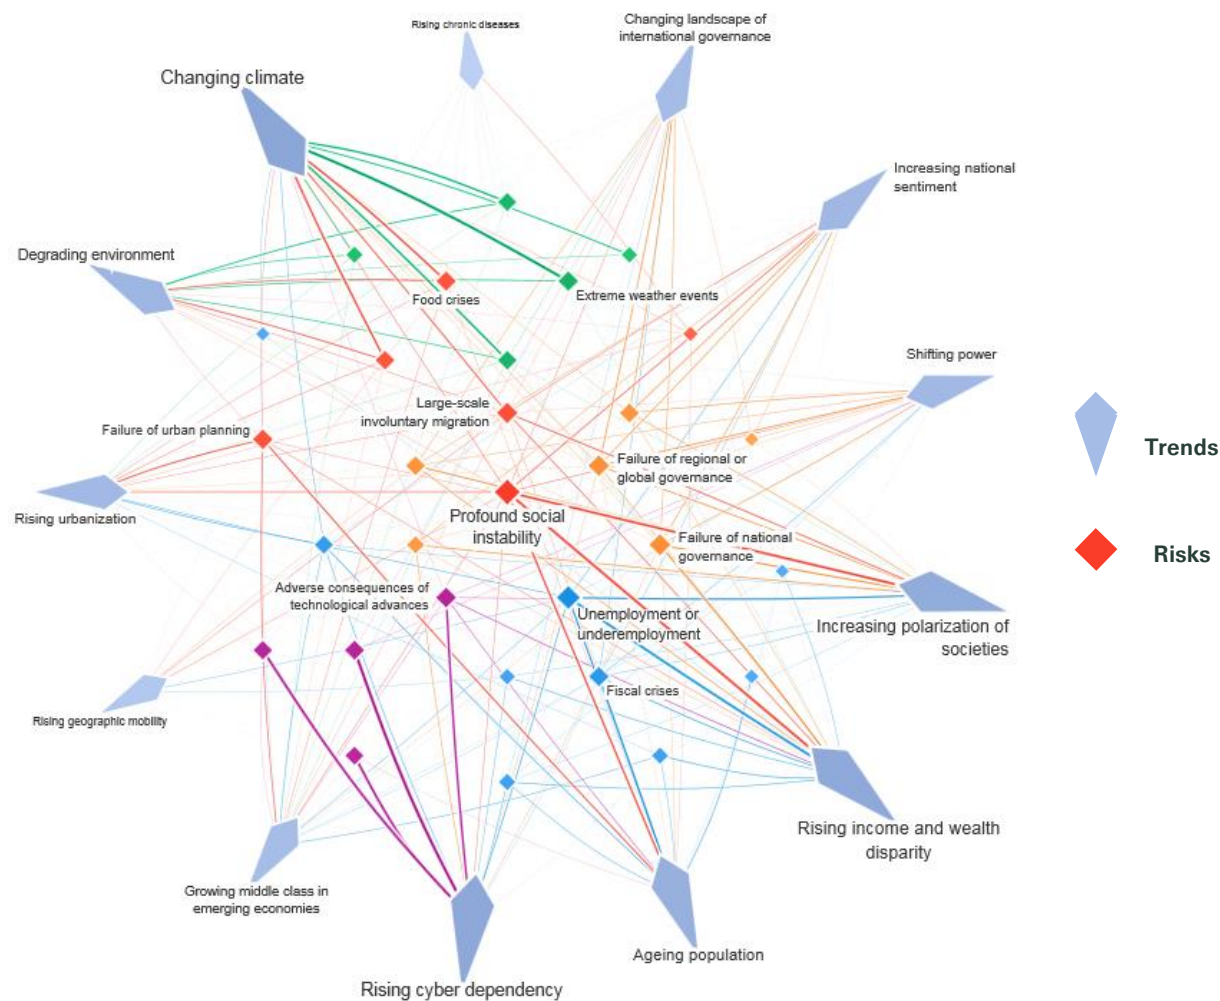 Rising chronic diseases
Changing landscape of
international governance
Changing climate
Increasing national
sentiment
Degrading environment
Food crises
Extreme weather events
Shifting power
Large-scale
involuntary migration
Failure of urban planning
Trends
Failure of regional or
global governance
Rising urbanization
Profound social
instability
Failure of national
governance
Risks
Adverse consequences of
technological advances
Unemployment or
underemployment
Increasing polarization of
societies
Fiscal crises
Rising geographic mobility
Rising income and wealth
disparity
Growing middle class in
emerging economies
Ageing population
Rising cyber dependency